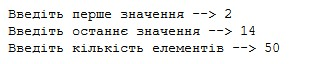 Введіть перше значення --> 2
Введіть останнє значення --> 14
Введіть кількість елементів --> 50